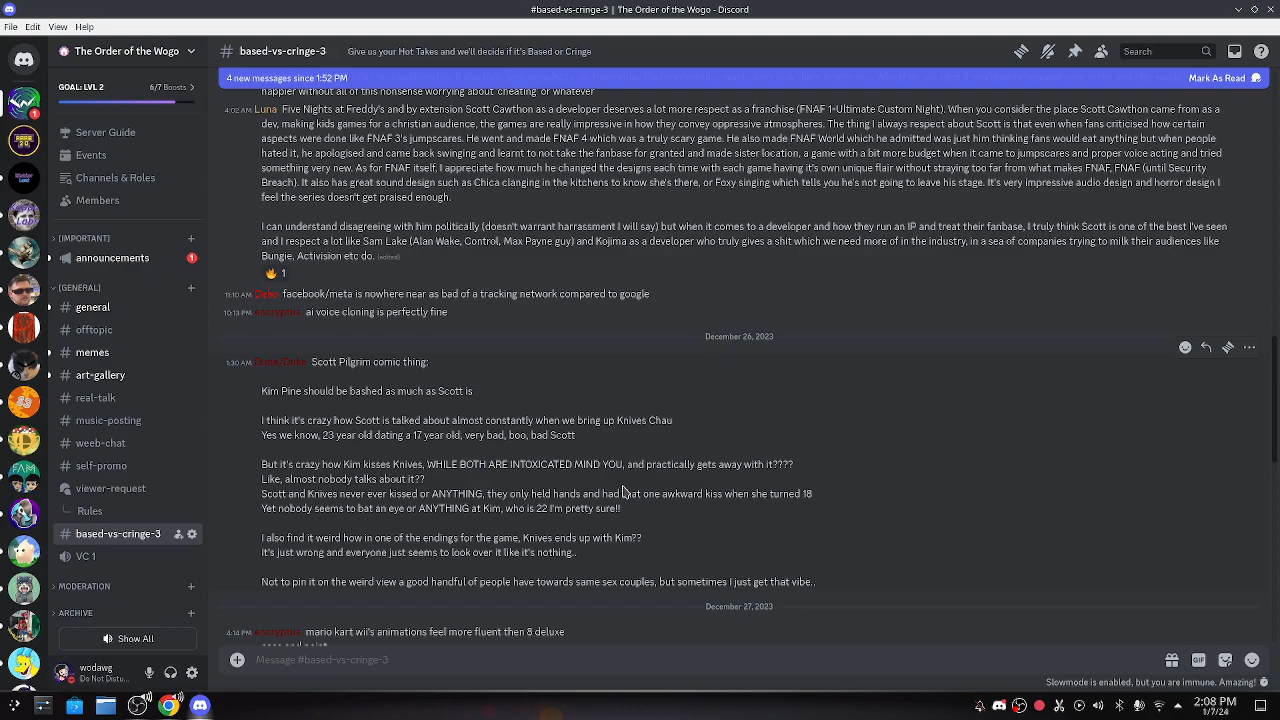 #based-vs-cringe-3 | The Order of the Wogo - Discord
File Edit View Help
The Order of the Wogo
# based-vs-cringe-3 Give us your Hot Takes and we'll decide if it's Based or Cringe
Search
4 new messages since 1:52 PM
Mark As Read
GOAL: LVL 2
6/7 Boosts
Server Guide
Events
Channels & Roles
Members
[IMPORTANT]
announcements 1
[GENERAL]
general
offtopic
memes
art-gallery
real-talk
music-posting
weeb-chat
self-promo
viewer-request
Rules
based-vs-cringe-3
VC 1
MODERATION
ARCHIVE
Show All
wodawg
Do Not Distu...
happier without all of this nonsense worrying about cringe or whatever
4:02 AM Luna Five Nights at Freddy's and by extension Scott Cawthon as a developer deserves a lot more respect as a franchise (FNAF 1-Ultimate Custom Night). When you consider the place Scott Cawthon came from as a
dev, making kids games for a christian audience, the games are really impressive in how they convey oppressive atmospheres. The thing I always respect about Scott is that even when fans criticised how certain
aspects were done like FNAF 3's jumpscares. He went and made FNAF 4 which was a truly scary game. He also made FNAF World which he admitted was just him thinking fans would eat anything but when people
hated it, he apologised and came back swinging and learnt to not take the fanbase for granted and made sister location, a game with a bit more budget when it came to jumpscares and proper voice acting and tried
something very new. As for FNAF itself, I appreciate how much he changed the designs each time with each game having it's own unique flair without straying too far from what makes FNAF, FNAF (until Security
Breach). It also has great sound design such as Chica clanging in the kitchens to know she's there, or Foxy singing which tells you he's not going to leave his stage. It's very impressive audio design and horror design I
feel the series doesn't get praised enough.
I can understand disagreeing with him politically (doesn't warrant harrassment I will say) but when it comes to a developer and how they run an IP and treat their fanbase, I truly think Scott is one of the best I've seen
and I respect a lot like Sam Lake (Alan Wake, Control, Max Payne guy) and Kojima as a developer who truly gives a shit which we need more of in the industry, in a sea of companies trying to milk their audiences like
Bungie, Activision etc do. (edited)
1
11:10 AM facebook/meta is nowhere near as bad of a tracking network compared to google
10:13 PM encryptus ai voice cloning is perfectly fine
December 26, 2023
1:30 AM Dude/Duke Scott Pilgrim comic thing:
Kim Pine should be bashed as much as Scott is
I think it's crazy how Scott is talked about almost constantly when we bring up Knives Chau
Yes we know, 23 year old dating a 17 year old, very bad, boo, bad Scott
But it's crazy how Kim kisses Knives, WHILE BOTH ARE INTOXICATED MIND YOU, and practically gets away with it????
Like, almost nobody talks about it??
Scott and Knives never ever kissed or ANYTHING, they only held hands and had that one awkward kiss when she turned 18
Yet nobody seems to bat an eye or ANYTHING at Kim, who is 22 I'm pretty sure!!
I also find it weird how in one of the endings for the game, Knives ends up with Kim??
It's just wrong and everyone just seems to look over it like it's nothing..
Not to pin it on the weird view a good handful of people have towards same sex couples, but sometimes I just get that vibe..
December 27, 2023
4:14 PM encryptus mario kart wii's animations feel more fluent then 8 deluxe
Message #based-vs-cringe-3
GIF
Slowmode is enabled, but you are immune. Amazing!
2:08 PM
1/7/24